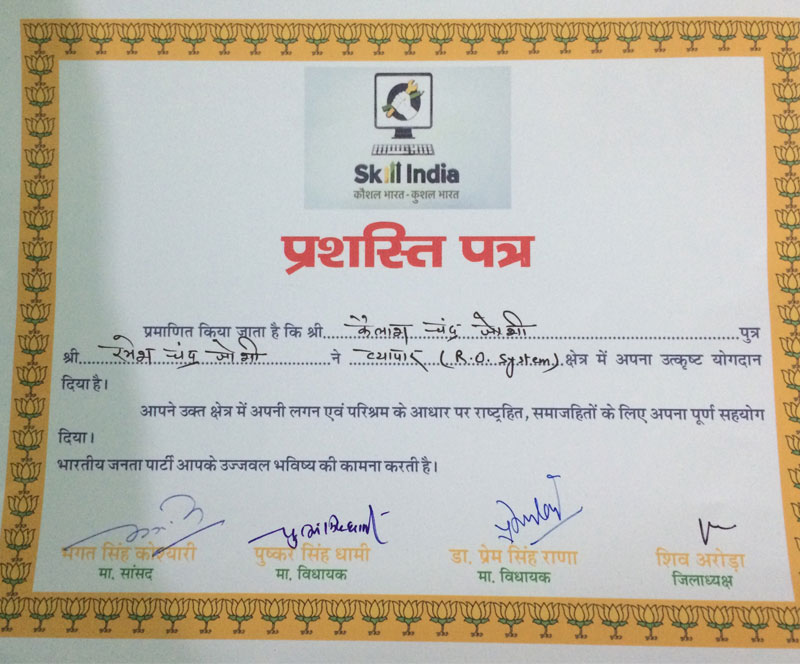 Skill India
कौशल भारत - कुशल भारत
प्रशस्ति पत्र
प्रमाणित किया जाता है कि श्री....कैलाश चंद्र जोशी....पुत्र
श्री....रमेश चंद्र जोशी....ने व्यापार (R.O. System) क्षेत्र में अपना उत्कृष्ट योगदान
दिया है।
आपने उक्त क्षेत्र में अपनी लगन एवं परिश्रम के आधार पर राष्ट्रहित, समाजहितों के लिए अपना पूर्ण सहयोग
दिया।
भारतीय जनता पार्टी आपके उज्जवल भविष्य की कामना करती है।
भगत सिंह कोश्यारी पुष्कर सिंह धामी डा. प्रेम सिंह राणा शिव अरोड़ा
मा. सांसद मा. विधायक मा. विधायक जिलाध्यक्ष